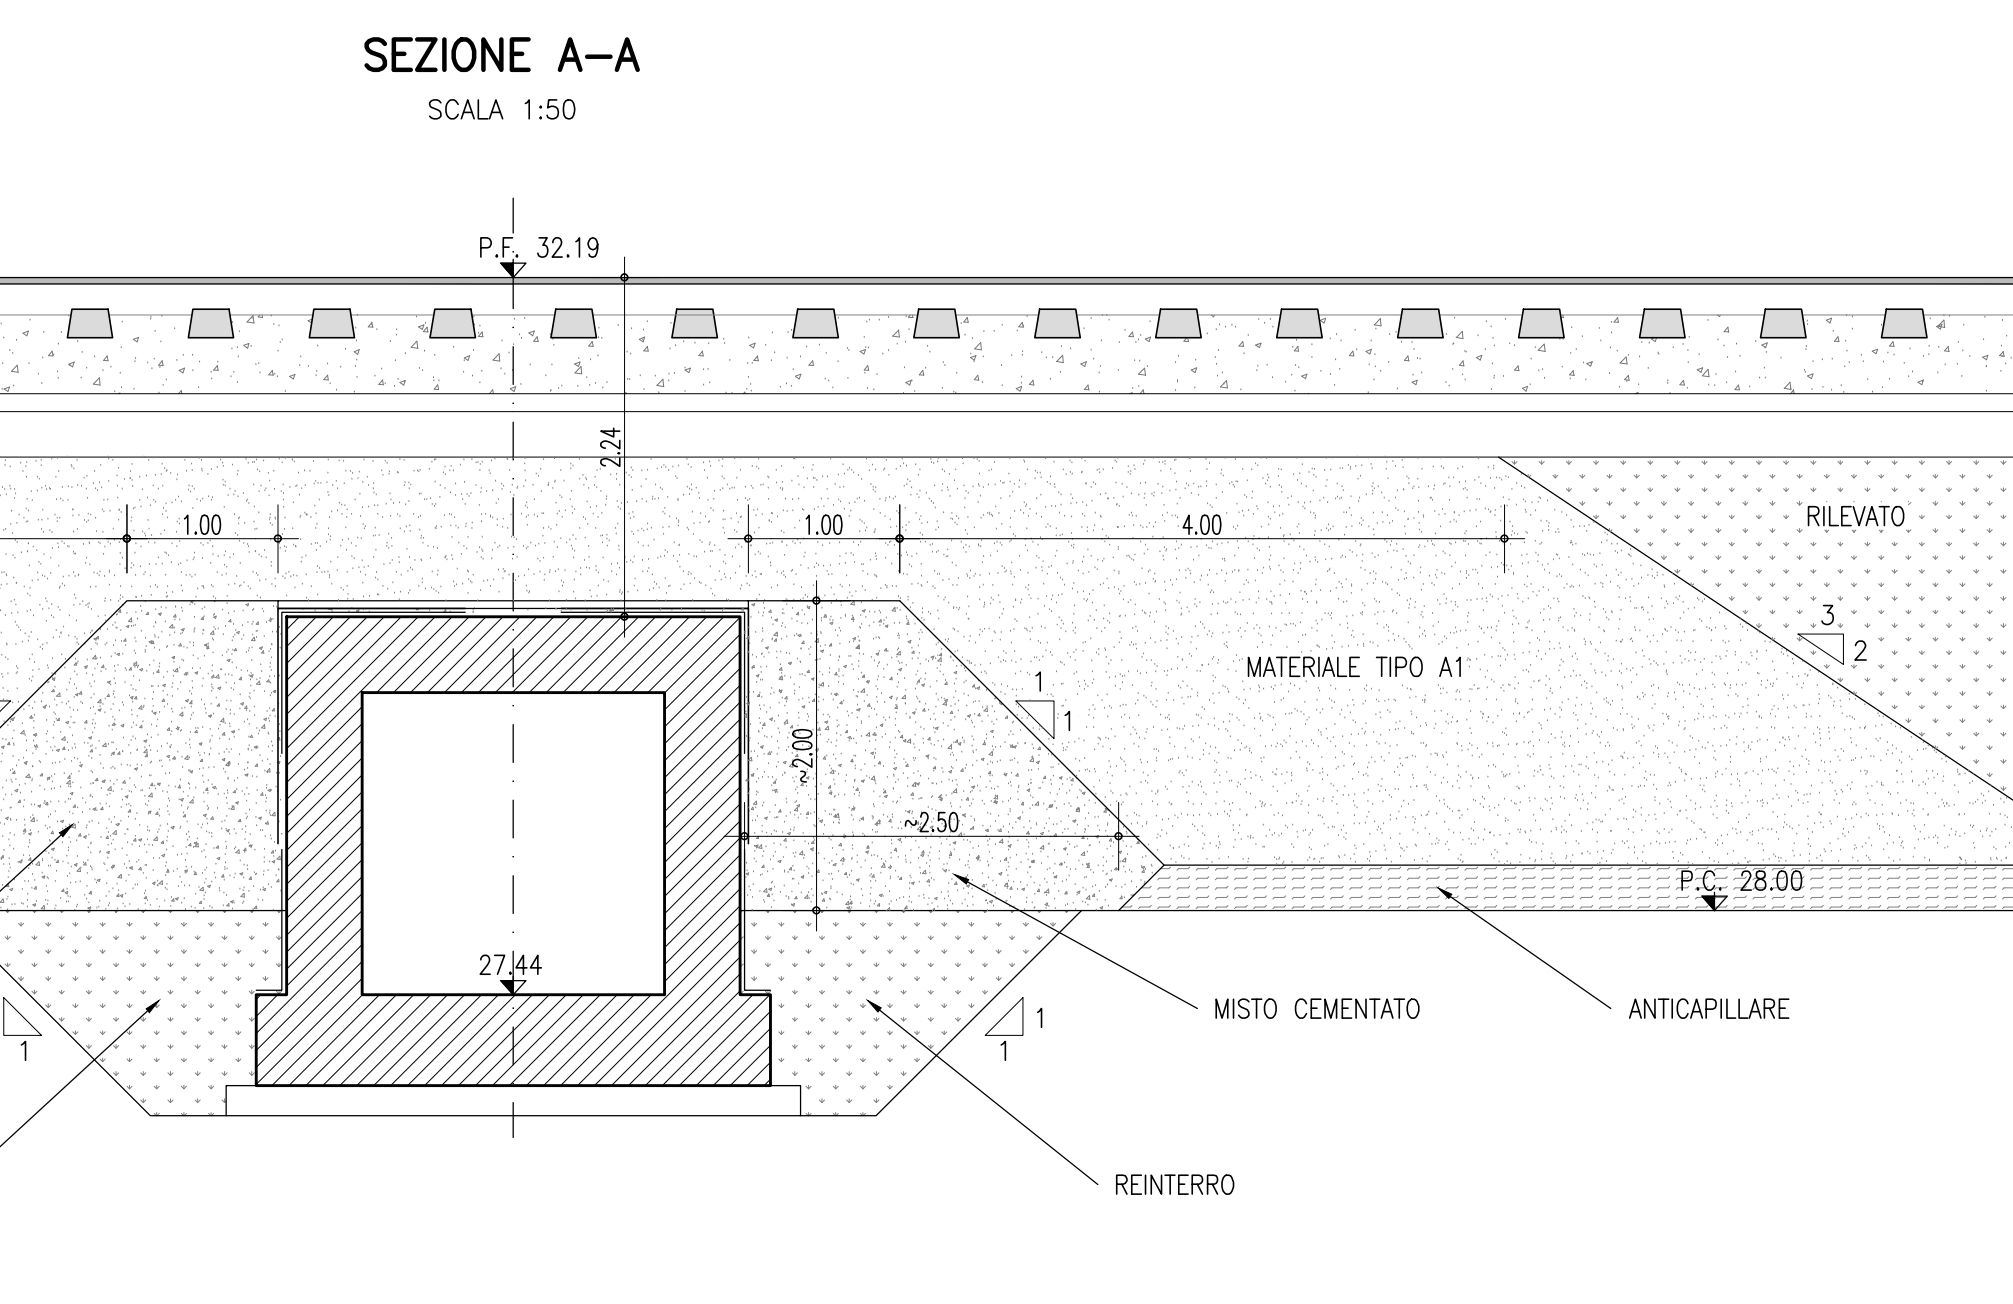 SEZIONE A-A
SCALA 1:50
P.F. 32.19
2.24
1.00
1.00
4.00
RILEVATO
3
2
MATERIALE TIPO A1
1
1
~2.00
~2.50
P.C. 28.00
27.44
MISTO CEMENTATO
ANTICAPILLARE
1
1
1
REINTERRO